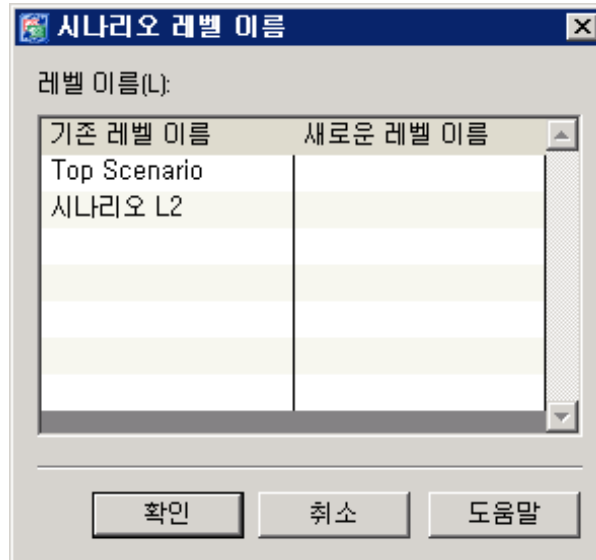 시나리오 레벨 이름
레벨 이름(L):
기존 레벨 이름 새로운 레벨 이름
Top Scenario
시나리오 L2
확인 취소 도움말